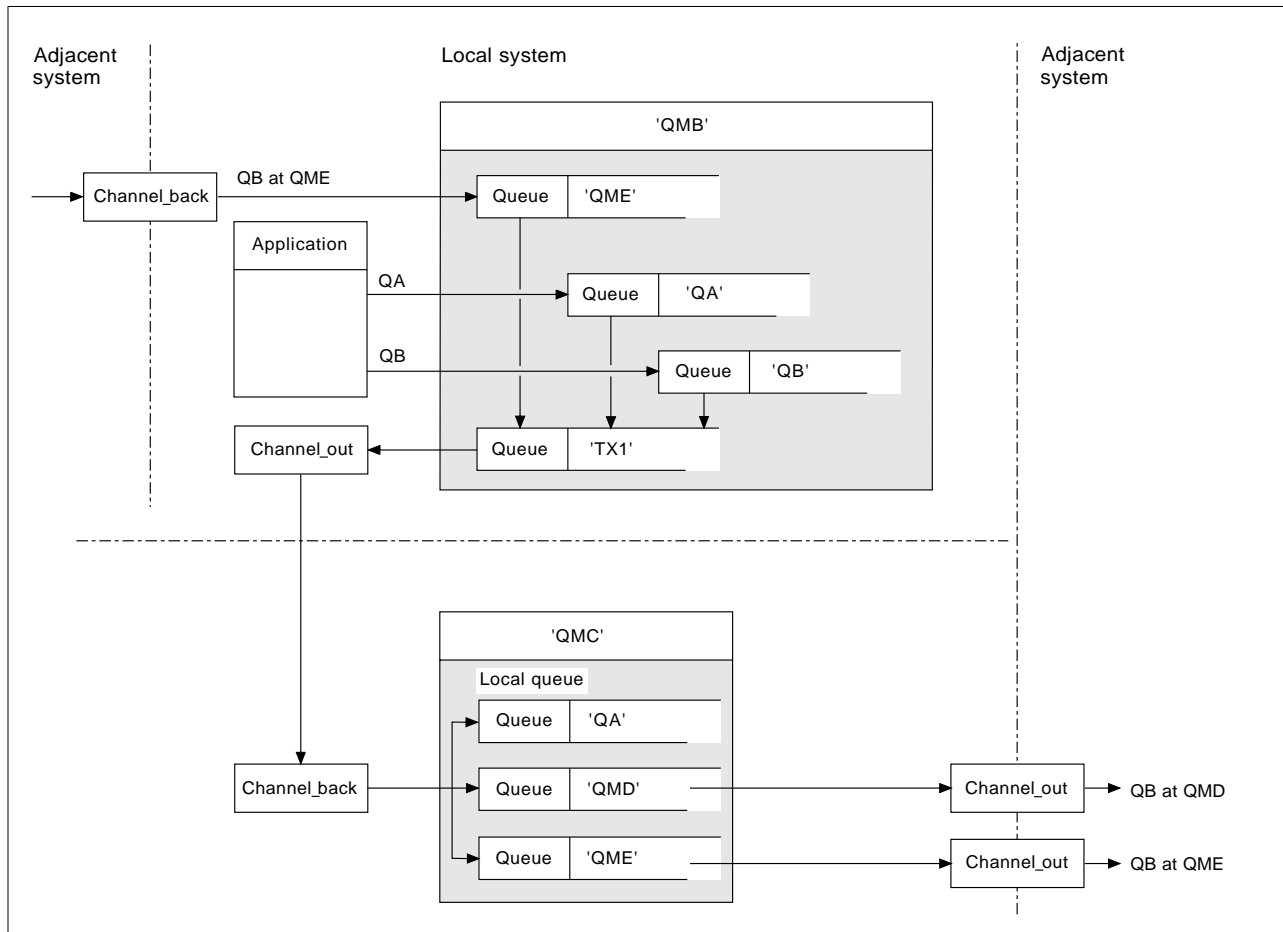 Adjacent
system
Local system
Adjacent
system
'QMB'
Channel_back
QB at QME
Queue 'QME'
Application
QA
Queue 'QA'
QB
Queue 'QB'
Channel_out
Queue 'TX1'
'QMC'
Local queue
Queue 'QA'
Channel_back
Queue 'QMD'
Channel_out
QB at QMD
Queue 'QME'
Channel_out
QB at QME